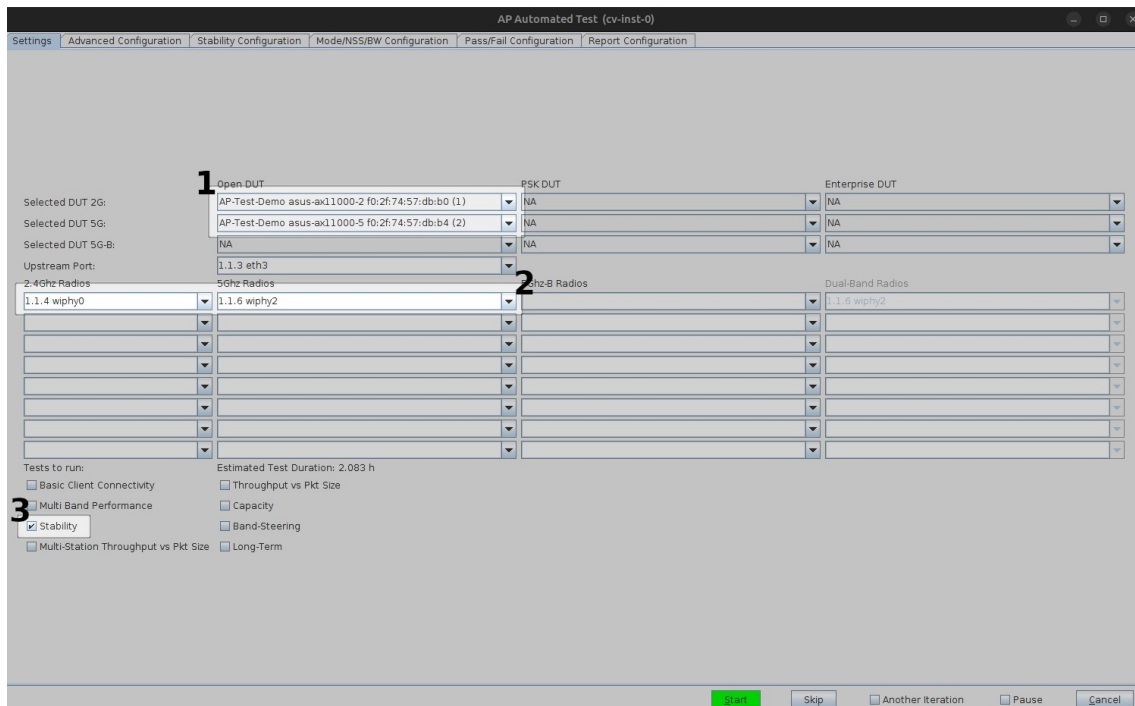 AP Automated Test (cv-inst-0)
Settings Advanced Configuration Stability Configuration Mode/NSS/BW Configuration Pass/Fail Configuration Report Configuration
1
Open DUT PSK DUT Enterprise DUT
Selected DUT 2G: AP-Test-Demo asus-ax11000-2 f0:2f:74:57:db:b0 (1) NA NA
Selected DUT 5G: AP-Test-Demo asus-ax11000-5 f0:2f:74:57:db:b4 (2) NA NA
Selected DUT 5G-B: NA NA NA
Upstream Port: 1.1.3 eth3
2
2.4Ghz Radios 5Ghz Radios Ghz-B Radios Dual-Band Radios
1.1.4 wiphy0 1.1.6 wiphy2 1.1.6 wiphy2
Tests to run: Estimated Test Duration: 2.083 h
Basic Client Connectivity Throughput vs Pkt Size
3
Multi Band Performance Capacity
Stability Band-Steering
Multi-Station Throughput vs Pkt Size Long-Term
Start Skip Another Iteration Pause Cancel